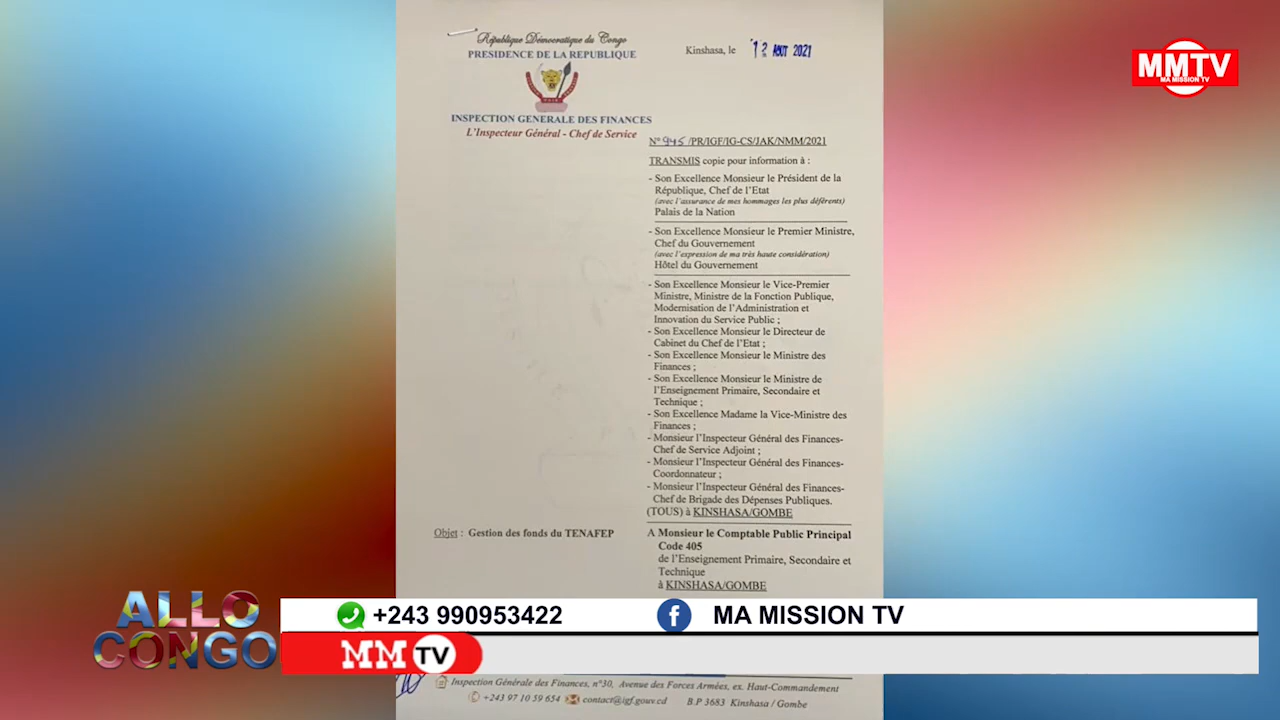 République Démocratique du Congo
PRESIDENCE DE LA REPUBLIQUE
INSPECTION GENERALE DES FINANCES
L'Inspecteur Général - Chef de Service
Kinshasa, le 12 AOUT 2021
N° 945 /PR/IGF/IG-CS/JAK/NMM/2021
TRANSMIS copie pour information à :
- Son Excellence Monsieur le Président de la
République, Chef de l'Etat
(avec l'assurance de mes hommages les plus déférents)
Palais de la Nation
- Son Excellence Monsieur le Premier Ministre,
Chef du Gouvernement
(avec l'expression de ma très haute considération)
Hôtel du Gouvernement
- Son Excellence Monsieur le Vice-Premier
Ministre, Ministre de la Fonction Publique,
Modernisation de l'Administration et
Innovation du Service Public ;
- Son Excellence Monsieur le Directeur de
Cabinet du Chef de l'Etat ;
- Son Excellence Monsieur le Ministre des
Finances ;
- Son Excellence Monsieur le Ministre de
l'Enseignement Primaire, Secondaire et
Technique ;
- Son Excellence Madame la Vice-Ministre des
Finances ;
- Monsieur l'Inspecteur Général des Finances-
Chef de Service Adjoint ;
- Monsieur l'Inspecteur Général des Finances-
Coordonnateur ;
- Monsieur l'Inspecteur Général des Finances-
Chef de Brigade des Dépenses Publiques.
(TOUS) à KINSHASA/GOMBE
Objet : Gestion des fonds du TENAFEP
A Monsieur le Comptable Public Principal
Code 405
de l'Enseignement Primaire, Secondaire et
Technique
à KINSHASA/GOMBE
Inspection Générale des Finances, n°30, Avenue des Forces Armées, ex. Haut-Commandement
+243 97 10 59 654 contact@igf.gouv.cd B.P 3683 Kinshasa / Gombe
MMTV
MA MISSION TV
ALLO
CONGO
+243 990953422
MA MISSION TV
MM TV